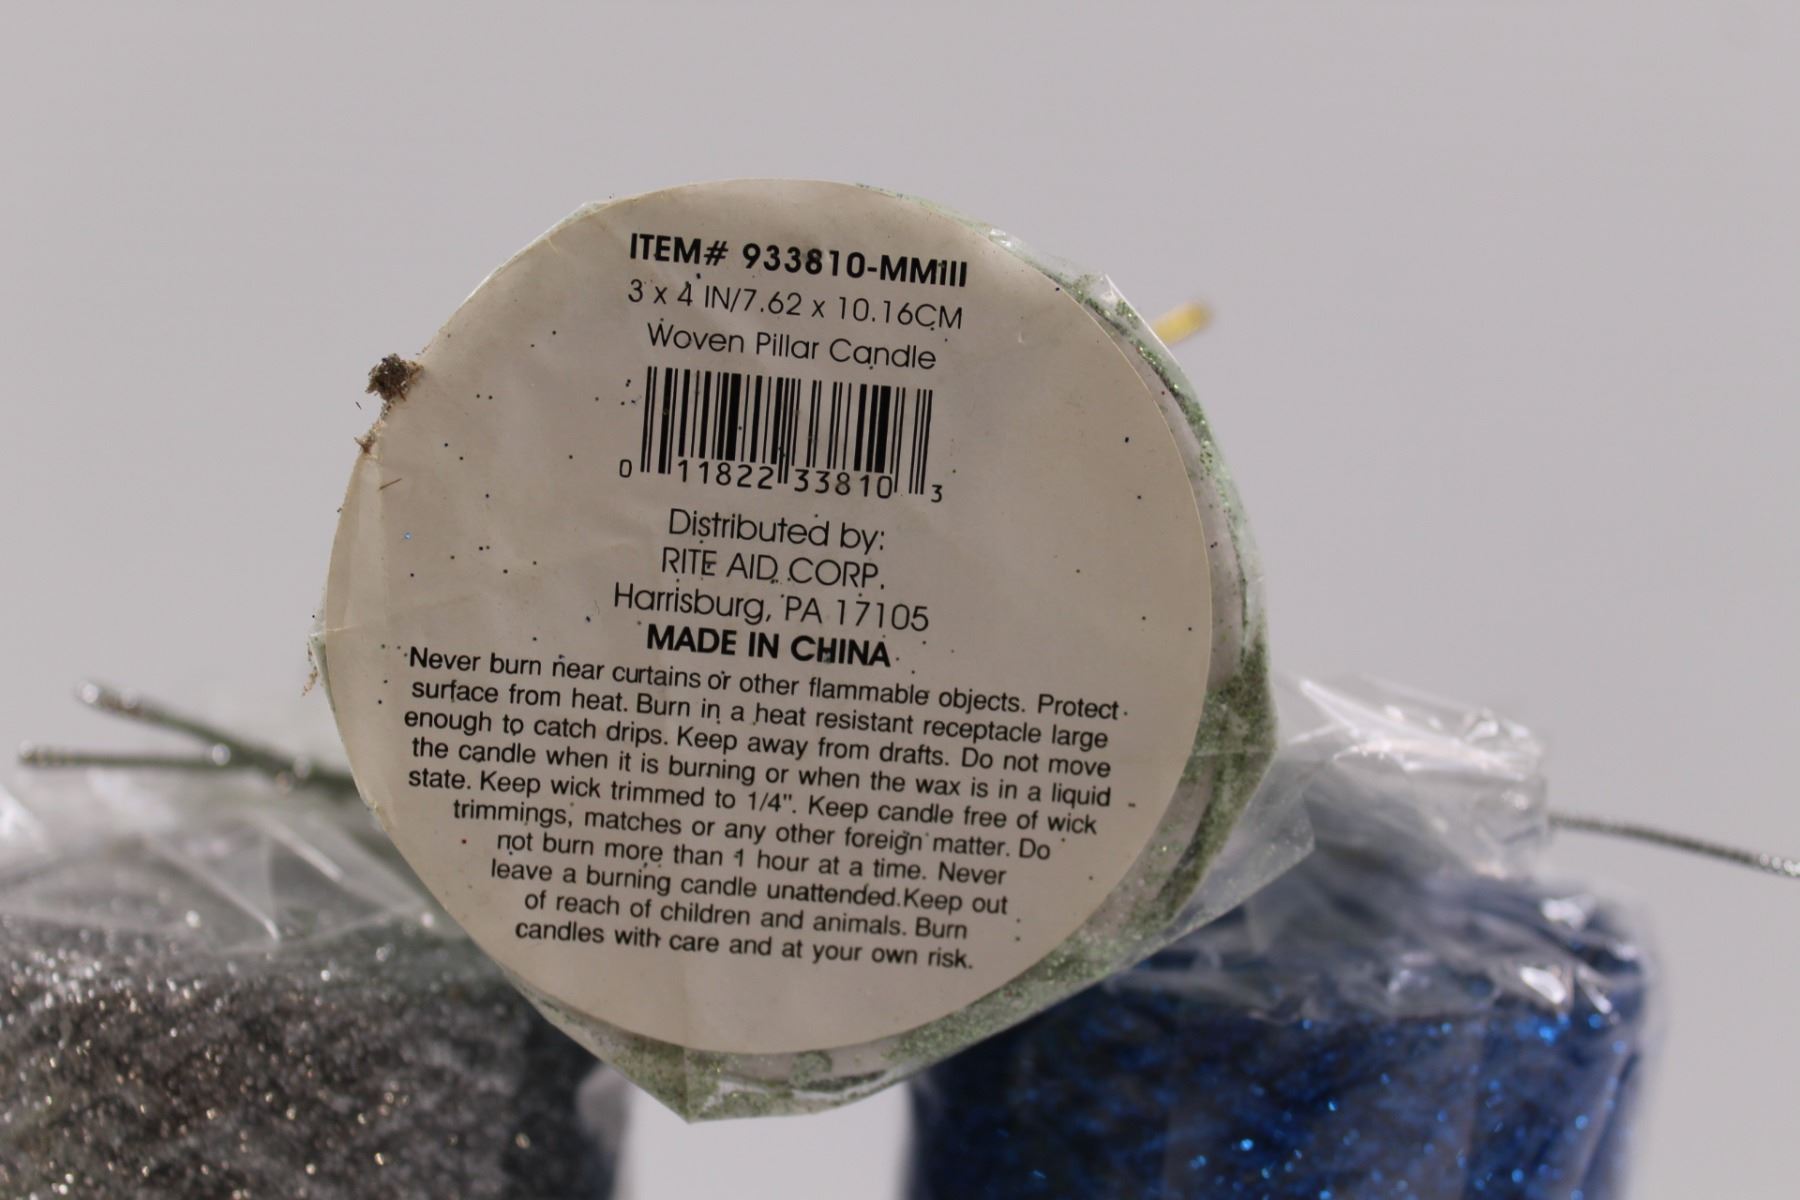 ITEM# 933810-MMIII
3 x 4 IN/7.62 x 10.16CM
Woven Pillar Candle
0 11822 33810 3
Distributed by:
RITE AID CORP.
Harrisburg, PA 17105
MADE IN CHINA
Never burn near curtains or other flammable objects. Protect
surface from heat. Burn in a heat resistant receptacle large
enough to catch drips. Keep away from drafts. Do not move
the candle when it is burning or when the wax is in a liquid
state. Keep wick trimmed to 1/4". Keep candle free of wick
trimmings, matches or any other foreign matter. Do
not burn more than 1 hour at a time. Never
leave a burning candle unattended.Keep out
of reach of children and animals. Burn
candles with care and at your own risk.